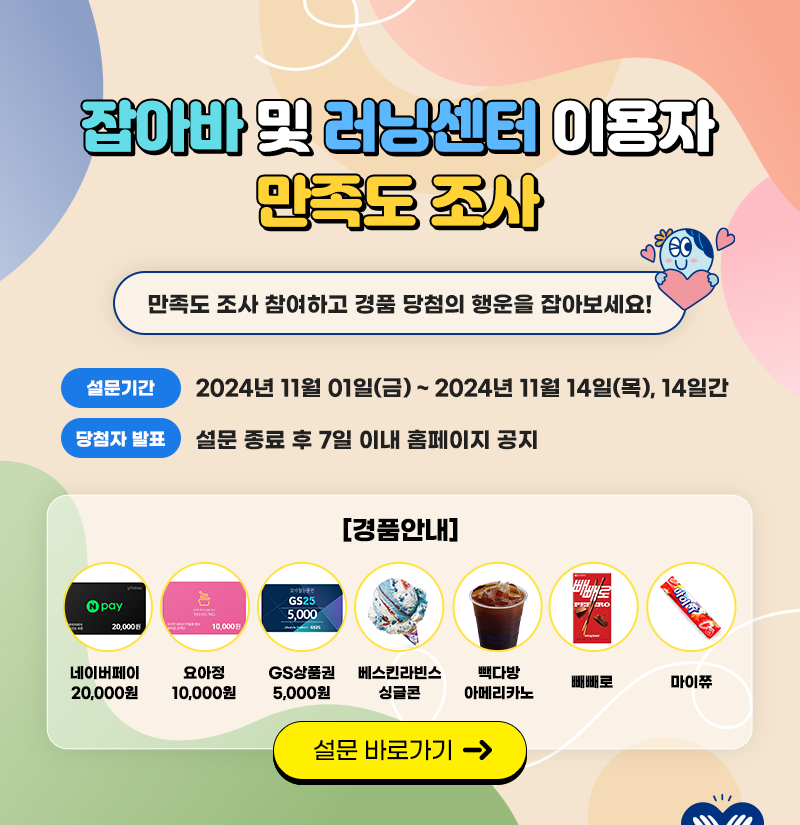 잡아바 및 러닝센터 이용자
만족도 조사
만족도 조사 참여하고 경품 당첨의 행운을 잡아보세요!
설문기간
2024년 11월 01일(금) ~ 2024년 11월 14일(목), 14일간
당첨자 발표
설문 종료 후 7일 이내 홈페이지 공지
[경품안내]
N pay
20,000원
10,000원
GS25
5,000
빼빼로
PEPERO
마이쮸
네이버페이
20,000원
요아정
10,000원
GS상품권
5,000원
베스킨라빈스
싱글콘
빽다방
아메리카노
빼빼로
마이쮸
설문 바로가기